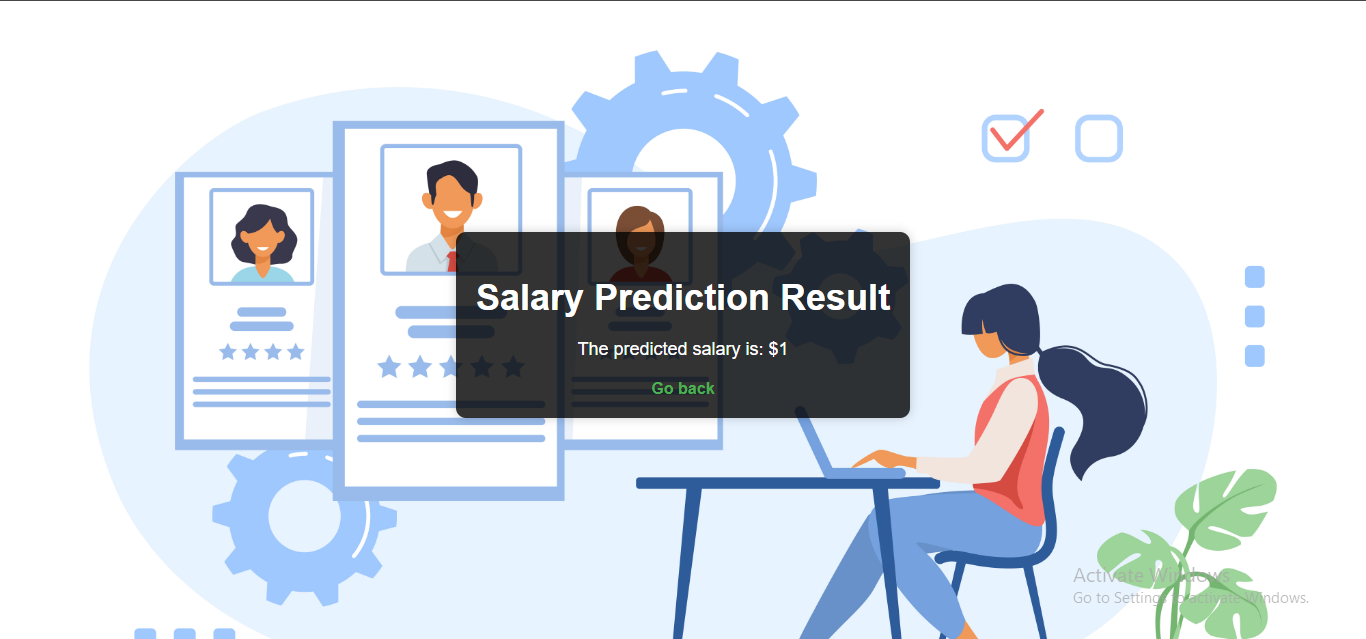 Salary Prediction Result
The predicted salary is: $1
Go back
Activate Windows
Go to Settings to activate Windows.